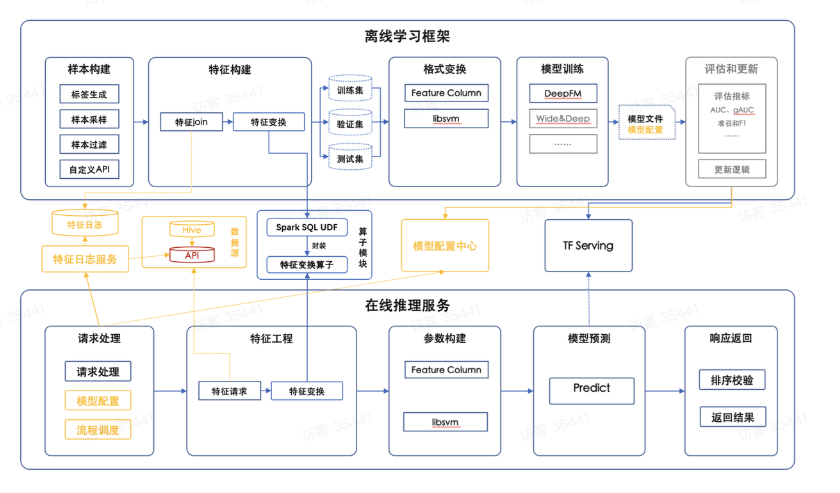 离线学习框架
样本构建
标签生成
样本采样
样本过滤
自定义API
特征构建
特征join
特征变换
训练集
验证集
测试集
格式变换
Feature Column
libsvm
模型训练
DeepFM
Wide&Deep
……
模型文件
模型配置
评估和更新
评估指标
AUC、gAUC
准召和F1
……
更新逻辑
特征日志
特征日志服务
Hive
API
数据源
Spark SQL UDF
封装
特征变换算子
算子模块
模型配置中心
TF Serving
在线推理服务
请求处理
请求处理
模型配置
流程调度
特征工程
特征请求
特征变换
参数构建
Feature Column
libsvm
模型预测
Predict
响应返回
排序校验
返回结果
访客 35441